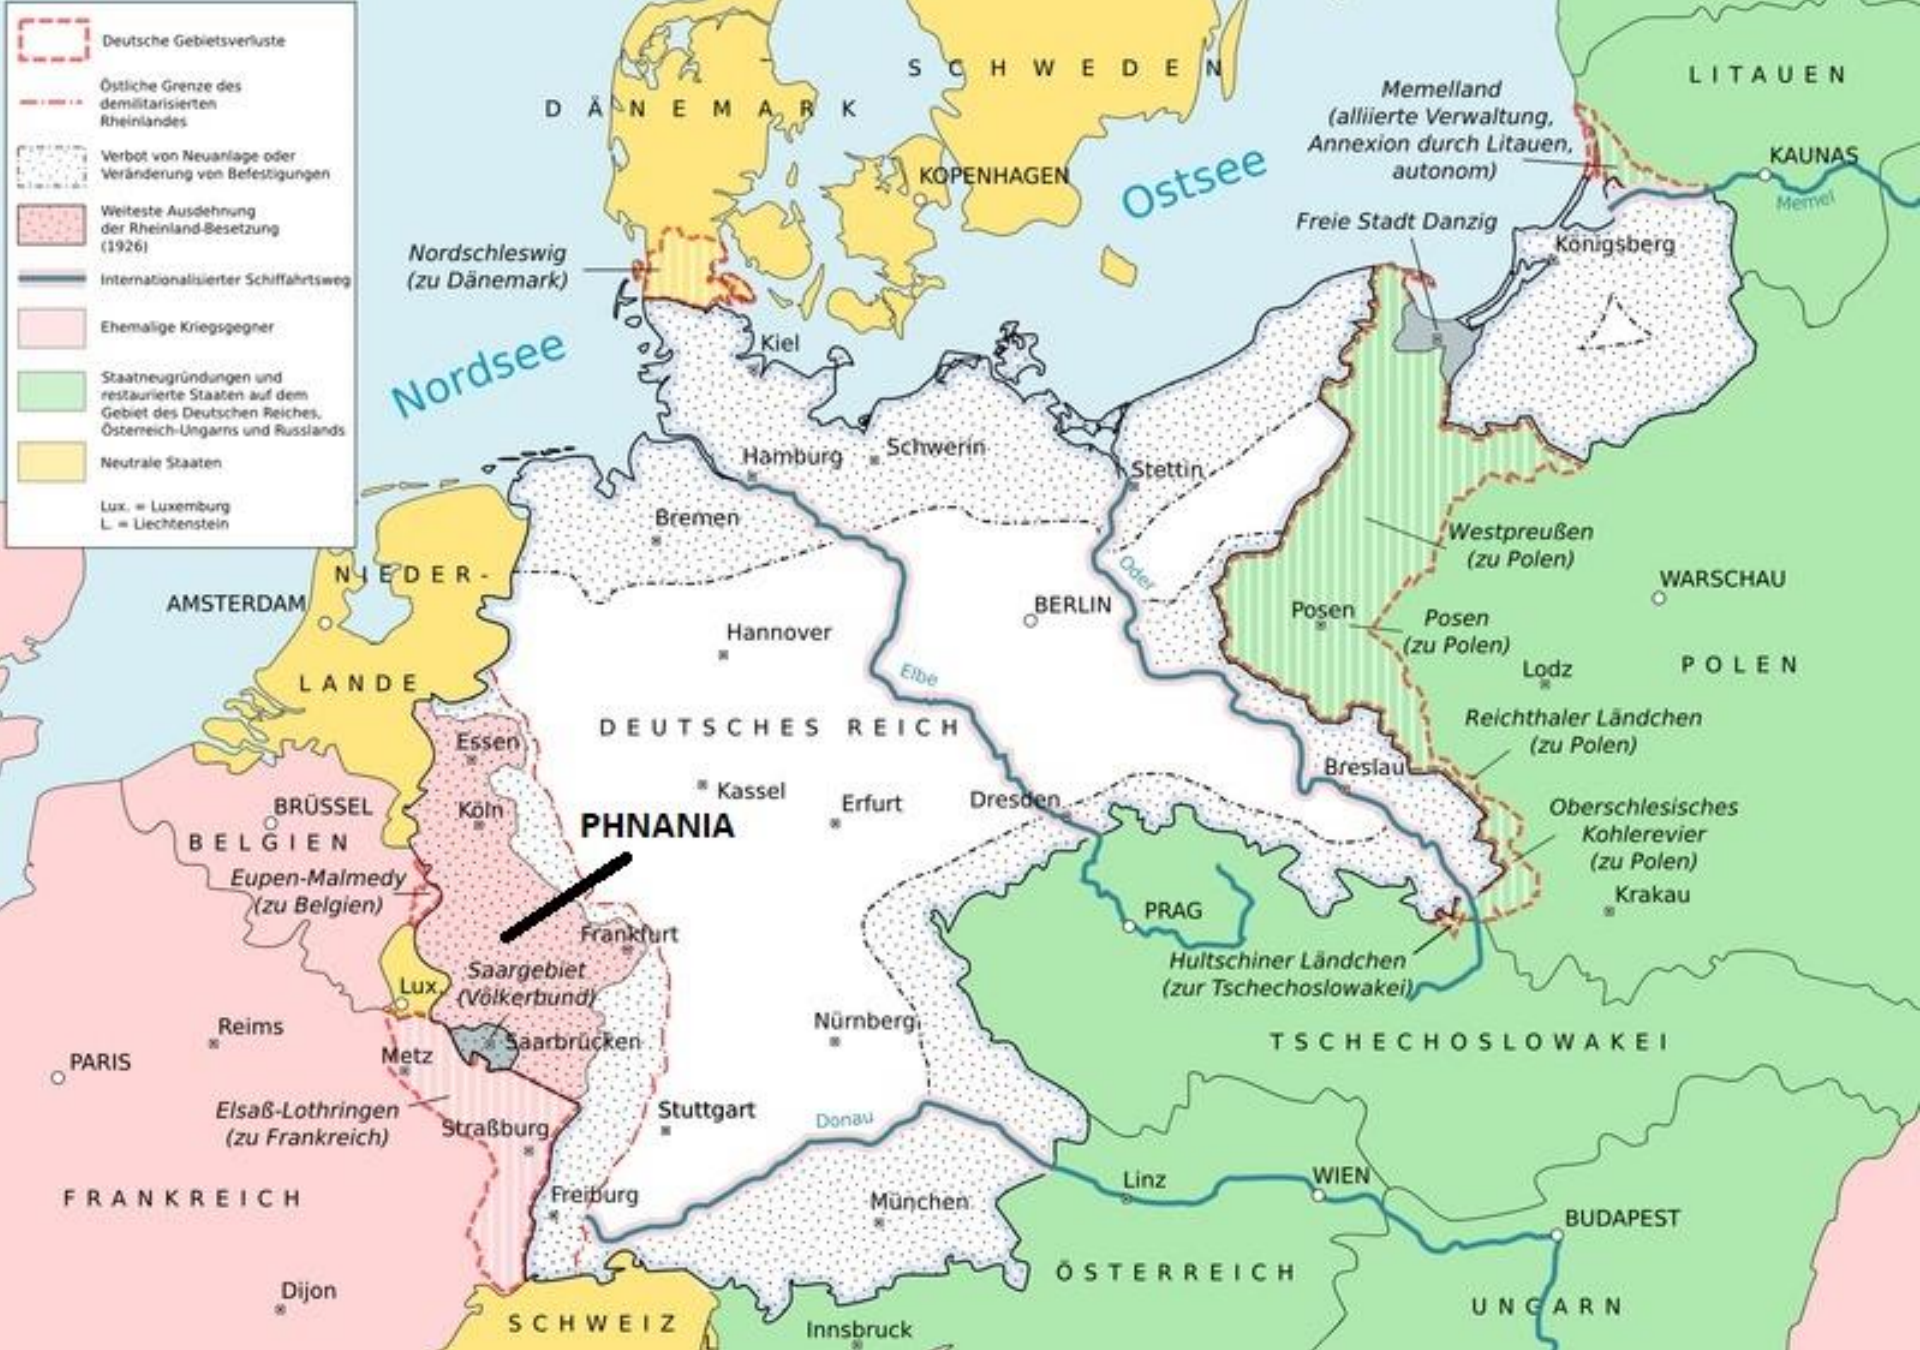 Deutsche Gebietsverluste
Östliche Grenze des
demilitarisierten
Rheinlandes
Verbot von Neuanlage oder
Veränderung von Befestigungen
Weiteste Ausdehnung
der Rheinland-Besetzung
(1926)
Internationalisierter Schiffahrtsweg
Ehemalige Kriegsgegner
Staatneugründungen und
restaurierte Staaten auf dem
Gebiet des Deutschen Reiches,
Österreich-Ungarns und Russlands
Neutrale Staaten
Lux. = Luxemburg
L. = Liechtenstein
SCHWEDEN
DÄNEMARK
KOPENHAGEN
Ostsee
Nordsee
Nordschleswig
(zu Dänemark)
Memelland
(alliierte Verwaltung,
Annexion durch Litauen,
autonom)
LITAUEN
KAUNAS
Memel
Freie Stadt Danzig
Königsberg
Kiel
Hamburg
Schwerin
Stettin
Bremen
NIEDER-
LANDE
AMSTERDAM
Hannover
BERLIN
Oder
Elbe
Westpreußen
(zu Polen)
WARSCHAU
Posen
Posen
(zu Polen)
Lodz
POLEN
DEUTSCHES REICH
Reichthaler Ländchen
(zu Polen)
Essen
Köln
Kassel
Erfurt
Dresden
Breslau
PHNANIA
Oberschlesisches
Kohlerevier
(zu Polen)
Krakau
BRÜSSEL
BELGIEN
Eupen-Malmedy
(zu Belgien)
Frankfurt
PRAG
Hultschiner Ländchen
(zur Tschechoslowakei)
Lux.
Saargebiet
(Völkerbund)
Saarbrücken
Reims
PARIS
Metz
Nürnberg
TSCHECHOSLOWAKEI
Elsaß-Lothringen
(zu Frankreich)
Straßburg
Stuttgart
Donau
FRANKREICH
Freiburg
München
Linz
WIEN
BUDAPEST
Dijon
SCHWEIZ
L
Innsbruck
ÖSTERREICH
UNGARN